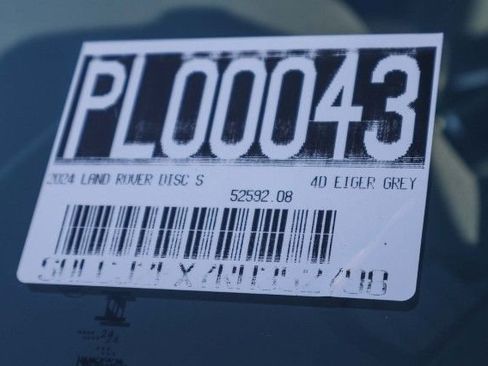 PL00043
2024 LAND ROVER DISC S 4D EIGER GREY
52592.08